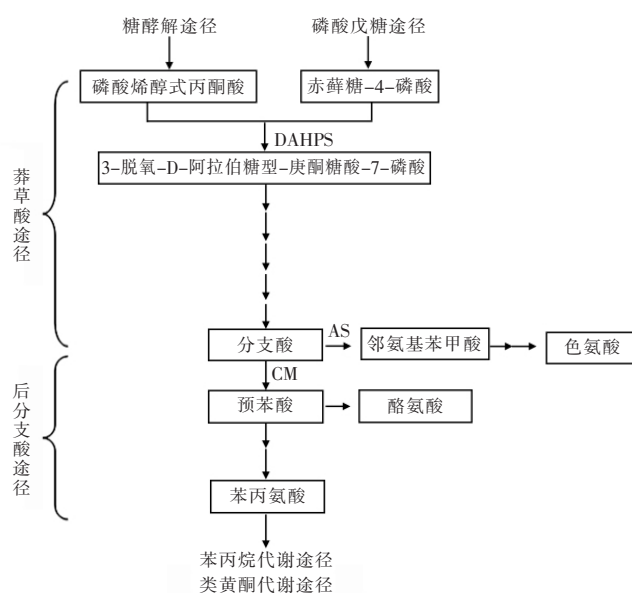 糖酵解途径
磷酸戊糖途径
磷酸烯醇式丙酮酸
赤藓糖-4-磷酸
DAHPS
3-脱氧-D-阿拉伯糖型-庚酮糖酸-7-磷酸
莽草酸途径
分支酸
AS
邻氨基苯甲酸
色氨酸
CM
预苯酸
酪氨酸
后分支酸途径
苯丙氨酸
苯丙烷代谢途径
类黄酮代谢途径